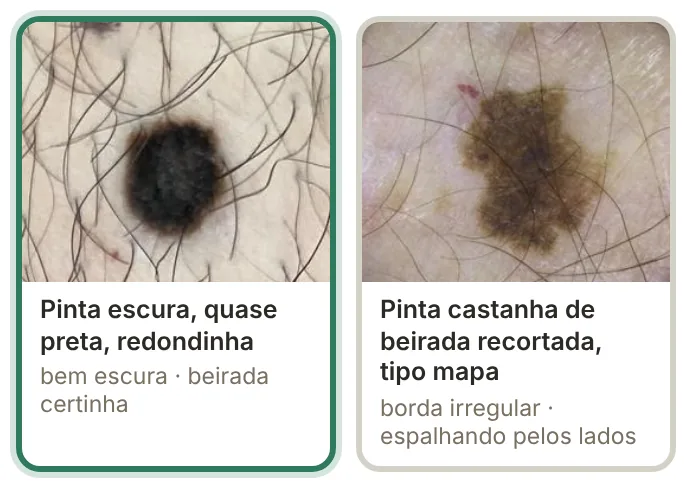 Pinta escura, quase
preta, redondinha
bem escura · beirada
certinha
Pinta castanha de
beirada recortada,
tipo mapa
borda irregular ·
espalhando pelos lados